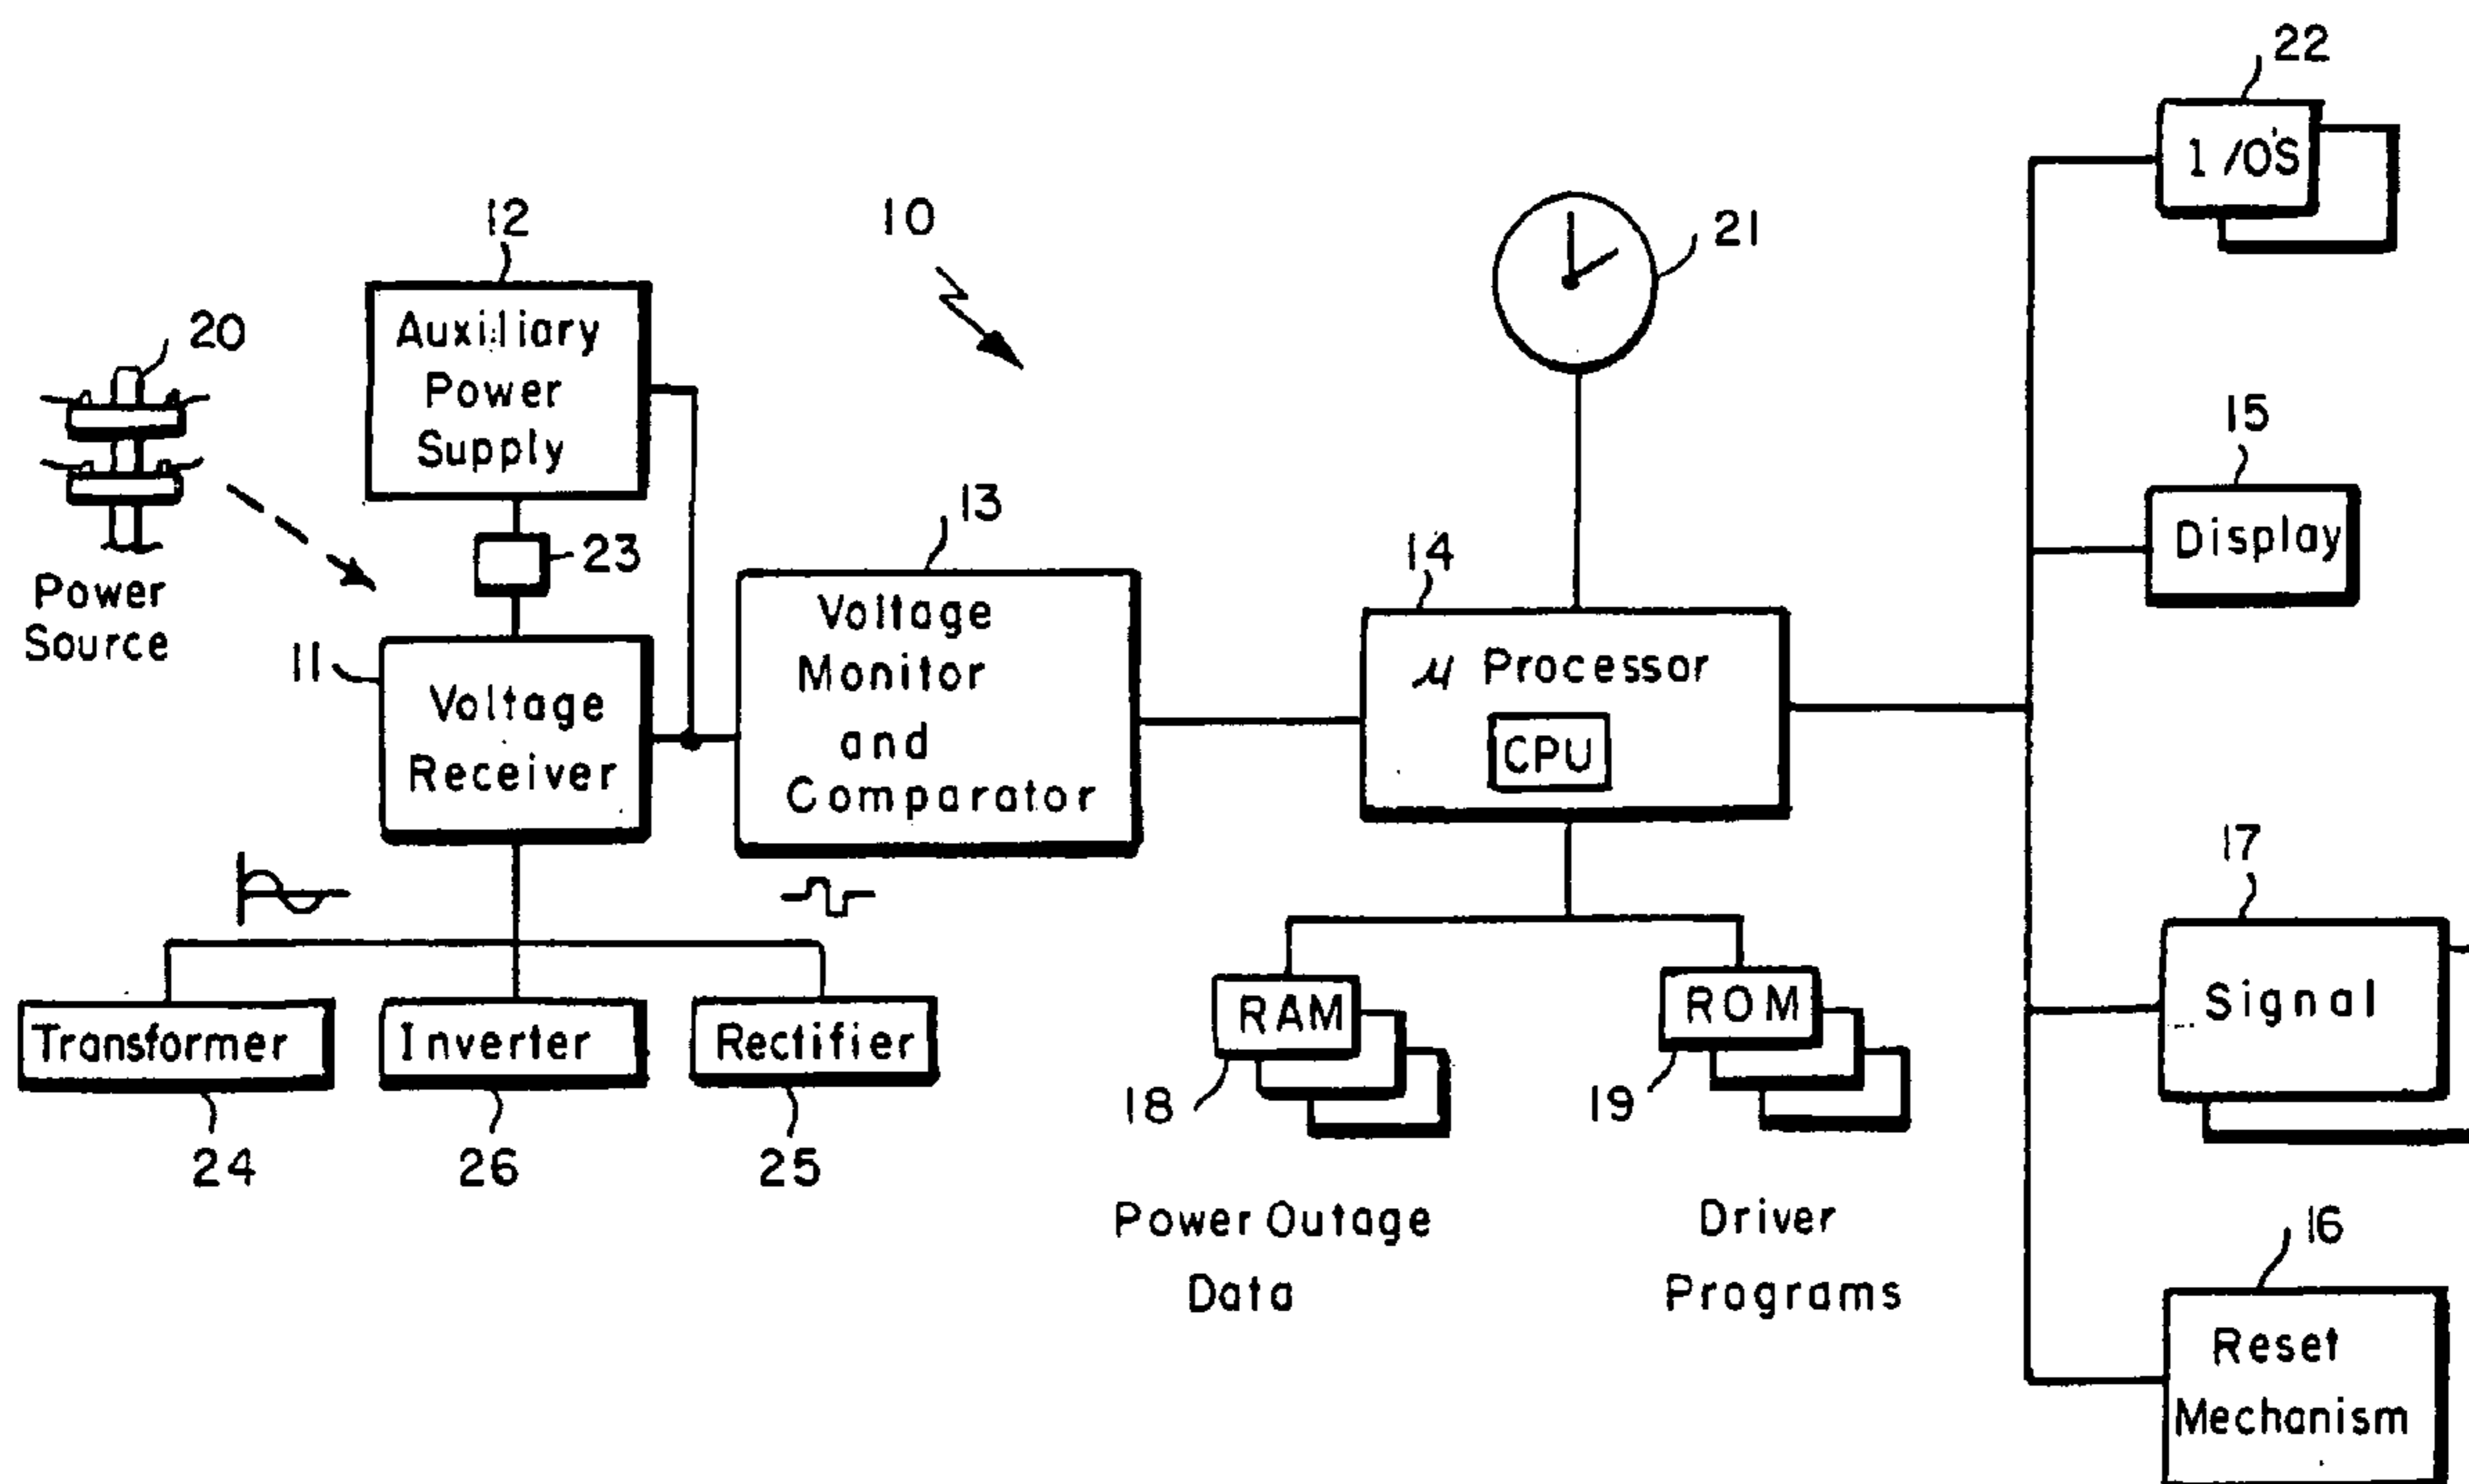 22
1/0'S
12
10
21
20
Auxiliary
Power
Supply
15
Display
13
23
14
Power
Source
11
Voltage
Receiver
Voltage
Monitor
and
Comparator
μ Processor
CPU
17
Signal
RAM
ROM
18
19
Transformer
Inverter
Rectifier
24
26
25
Power Outage
Data
Driver
Programs
16
Reset
Mechanism